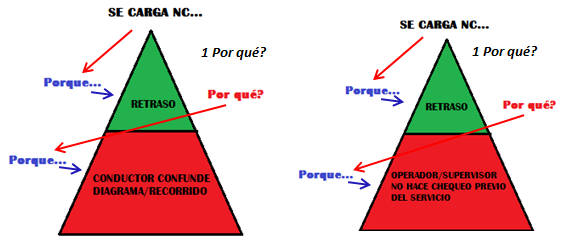 SE CARGA NC...
1 Por qué?
Porque...
RETRASO
Por qué?
Porque...
CONDUCTOR CONFUNDE
DIAGRAMA/RECORRIDO
SE CARGA NC...
1 Por qué?
Porque...
RETRASO
Por qué?
Porque...
OPERADOR/SUPERVISOR
NO HACE CHEQUEO PREVIO
DEL SERVICIO